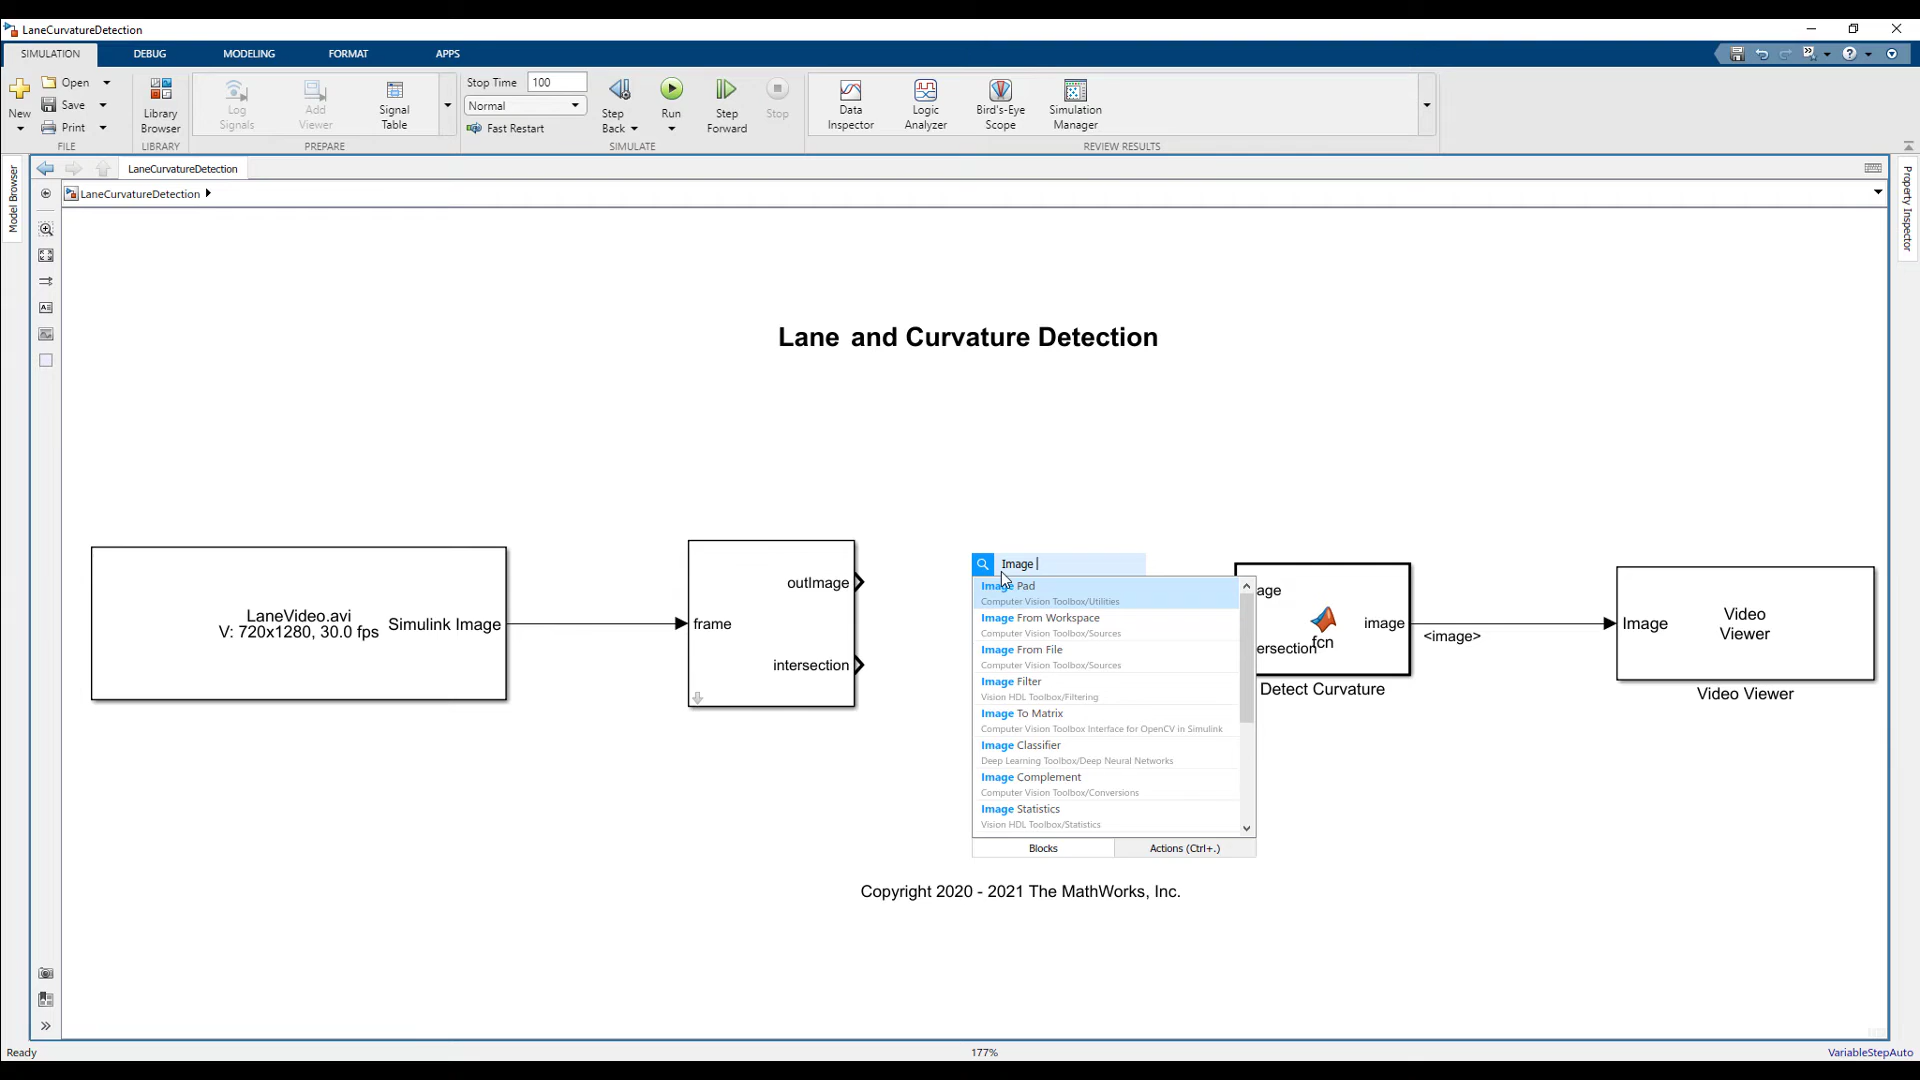 LaneCurvatureDetection
SIMULATION DEBUG MODELING FORMAT APPS
New
Open
Save
Print
FILE
Library Browser
LIBRARY
Log Signals
Add Viewer
Signal Table
PREPARE
Stop Time 100
Normal
Fast Restart
Step Back
Run
Step Forward
Stop
SIMULATE
Data Inspector
Logic Analyzer
Bird's-Eye Scope
Simulation Manager
REVIEW RESULTS
Model Browser
LaneCurvatureDetection
LaneCurvatureDetection
Property Inspector
Lane and Curvature Detection
LaneVideo.avi
V: 720x1280, 30.0 fps
Simulink Image
frame
outImage
intersection
Image
Image Pad
Computer Vision Toolbox/Utilities
Image From Workspace
Computer Vision Toolbox/Sources
Image From File
Computer Vision Toolbox/Sources
Image Filter
Vision HDL Toolbox/Filtering
Image To Matrix
Computer Vision Toolbox Interface for OpenCV in Simulink
Image Classifier
Deep Learning Toolbox/Deep Neural Networks
Image Complement
Computer Vision Toolbox/Conversions
Image Statistics
Vision HDL Toolbox/Statistics
Blocks
Actions (Ctrl+.)
age
ersection
fcn
image
Detect Curvature
<image>
Image
Video
Viewer
Video Viewer
Copyright 2020 - 2021 The MathWorks, Inc.
Ready
177%
VariableStepAuto